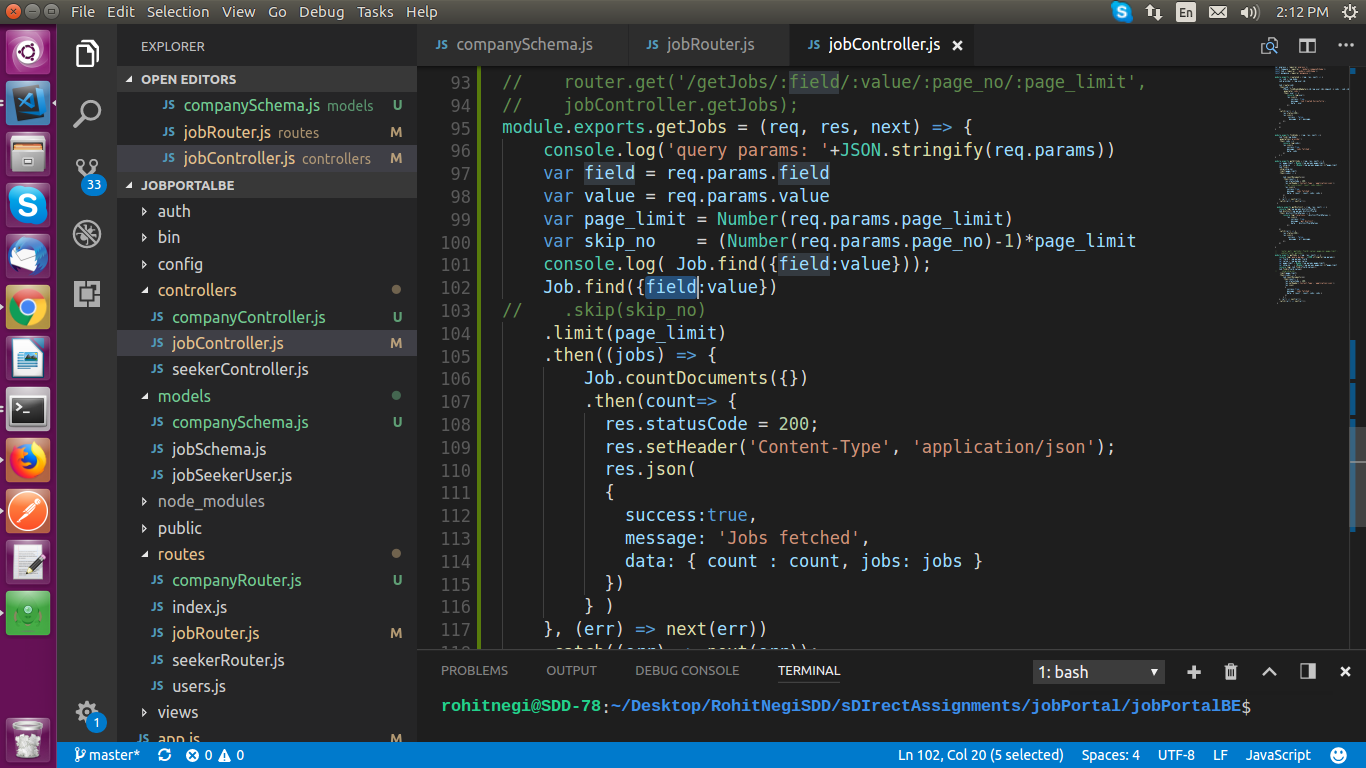 File Edit Selection View Go Debug Tasks Help
En 2:12 PM
EXPLORER
OPEN EDITORS
JS companySchema.js models U
JS jobRouter.js routes M
JS jobController.js controllers M
JOBPORTALBE
auth
bin
config
controllers
JS companyController.js U
JS jobController.js M
JS seekerController.js
models
JS companySchema.js U
JS jobSchema.js
JS jobSeekerUser.js
node_modules
public
routes
JS companyRouter.js U
JS index.js
JS jobRouter.js M
JS seekerRouter.js
JS users.js
views
JS app.js M
33
1
JS companySchema.js JS jobRouter.js JS jobController.js
93 // router.get('/getJobs/:field/:value/:page_no/:page_limit',
94 // jobController.getJobs);
95 module.exports.getJobs = (req, res, next) => {
96 console.log('query params: '+JSON.stringify(req.params))
97 var field = req.params.field
98 var value = req.params.value
99 var page_limit = Number(req.params.page_limit)
100 var skip_no = (Number(req.params.page_no)-1)*page_limit
101 console.log( Job.find({field:value}));
102 Job.find({field:value})
103 // .skip(skip_no)
104 .limit(page_limit)
105 .then((jobs) => {
106 Job.countDocuments({})
107 .then(count=> {
108 res.statusCode = 200;
109 res.setHeader('Content-Type', 'application/json');
110 res.json(
111 {
112 success:true,
113 message: 'Jobs fetched',
114 data: { count : count, jobs: jobs }
115 })
116 } )
117 }, (err) => next(err))
118 .catch((err) => next(err));
PROBLEMS OUTPUT DEBUG CONSOLE TERMINAL 1: bash
rohitnegi@SDD-78:~/Desktop/RohitNegiSDD/sDIrectAssignments/jobPortal/jobPortalBE$
master* 0 0 Ln 102, Col 20 (5 selected) Spaces: 4 UTF-8 LF JavaScript